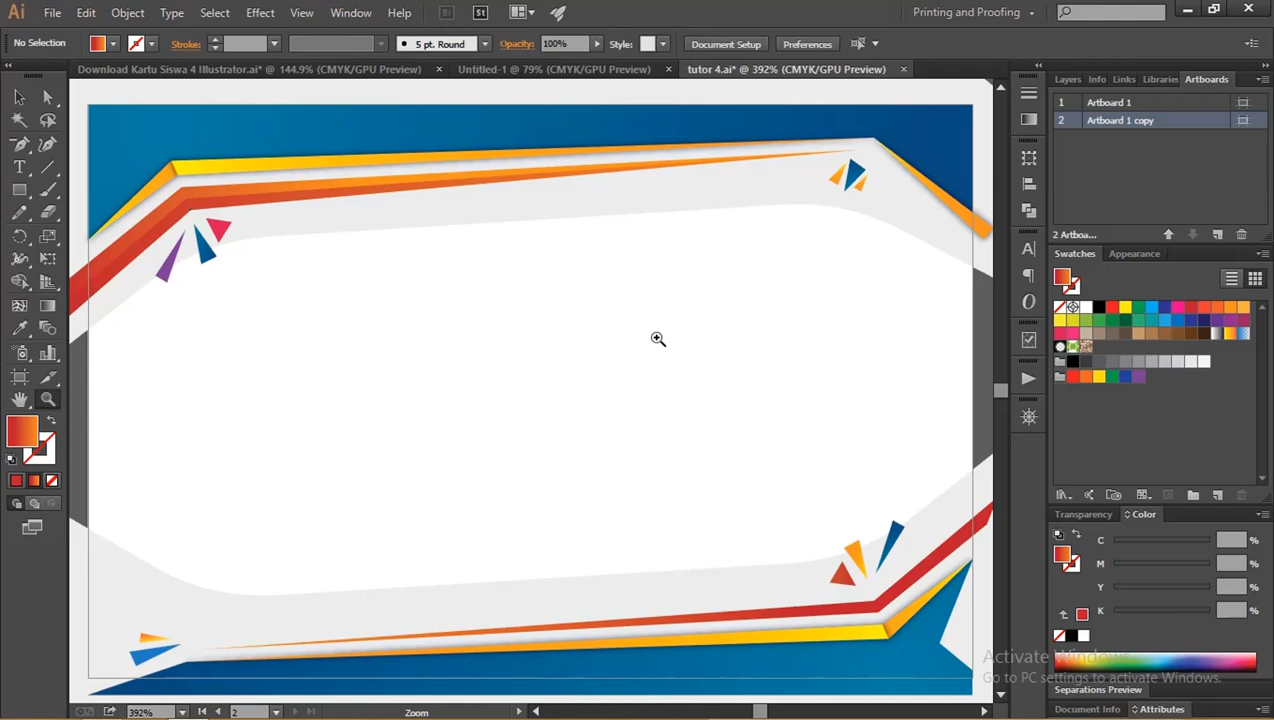 Ai File Edit Object Type Select Effect View Window Help Br St Printing and Proofing
No Selection Stroke: 5 pt. Round Opacity: 100% Style: Document Setup Preferences
Download Kartu Siswa 4 Illustrator.ai* @ 144.9% (CMYK/GPU Preview) × Untitled-1 @ 79% (CMYK/GPU Preview) × tutor 4.ai* @ 392% (CMYK/GPU Preview) ×
Layers Info Links Libraries Artboards
1 Artboard 1
2 Artboard 1 copy
2 Artboa...
Swatches Appearance
Transparency Color
C %
M %
Y %
K %
Activate Windows
Go to PC settings to activate Windows.
Separations Preview
Document Info Attributes
392% 2 Zoom